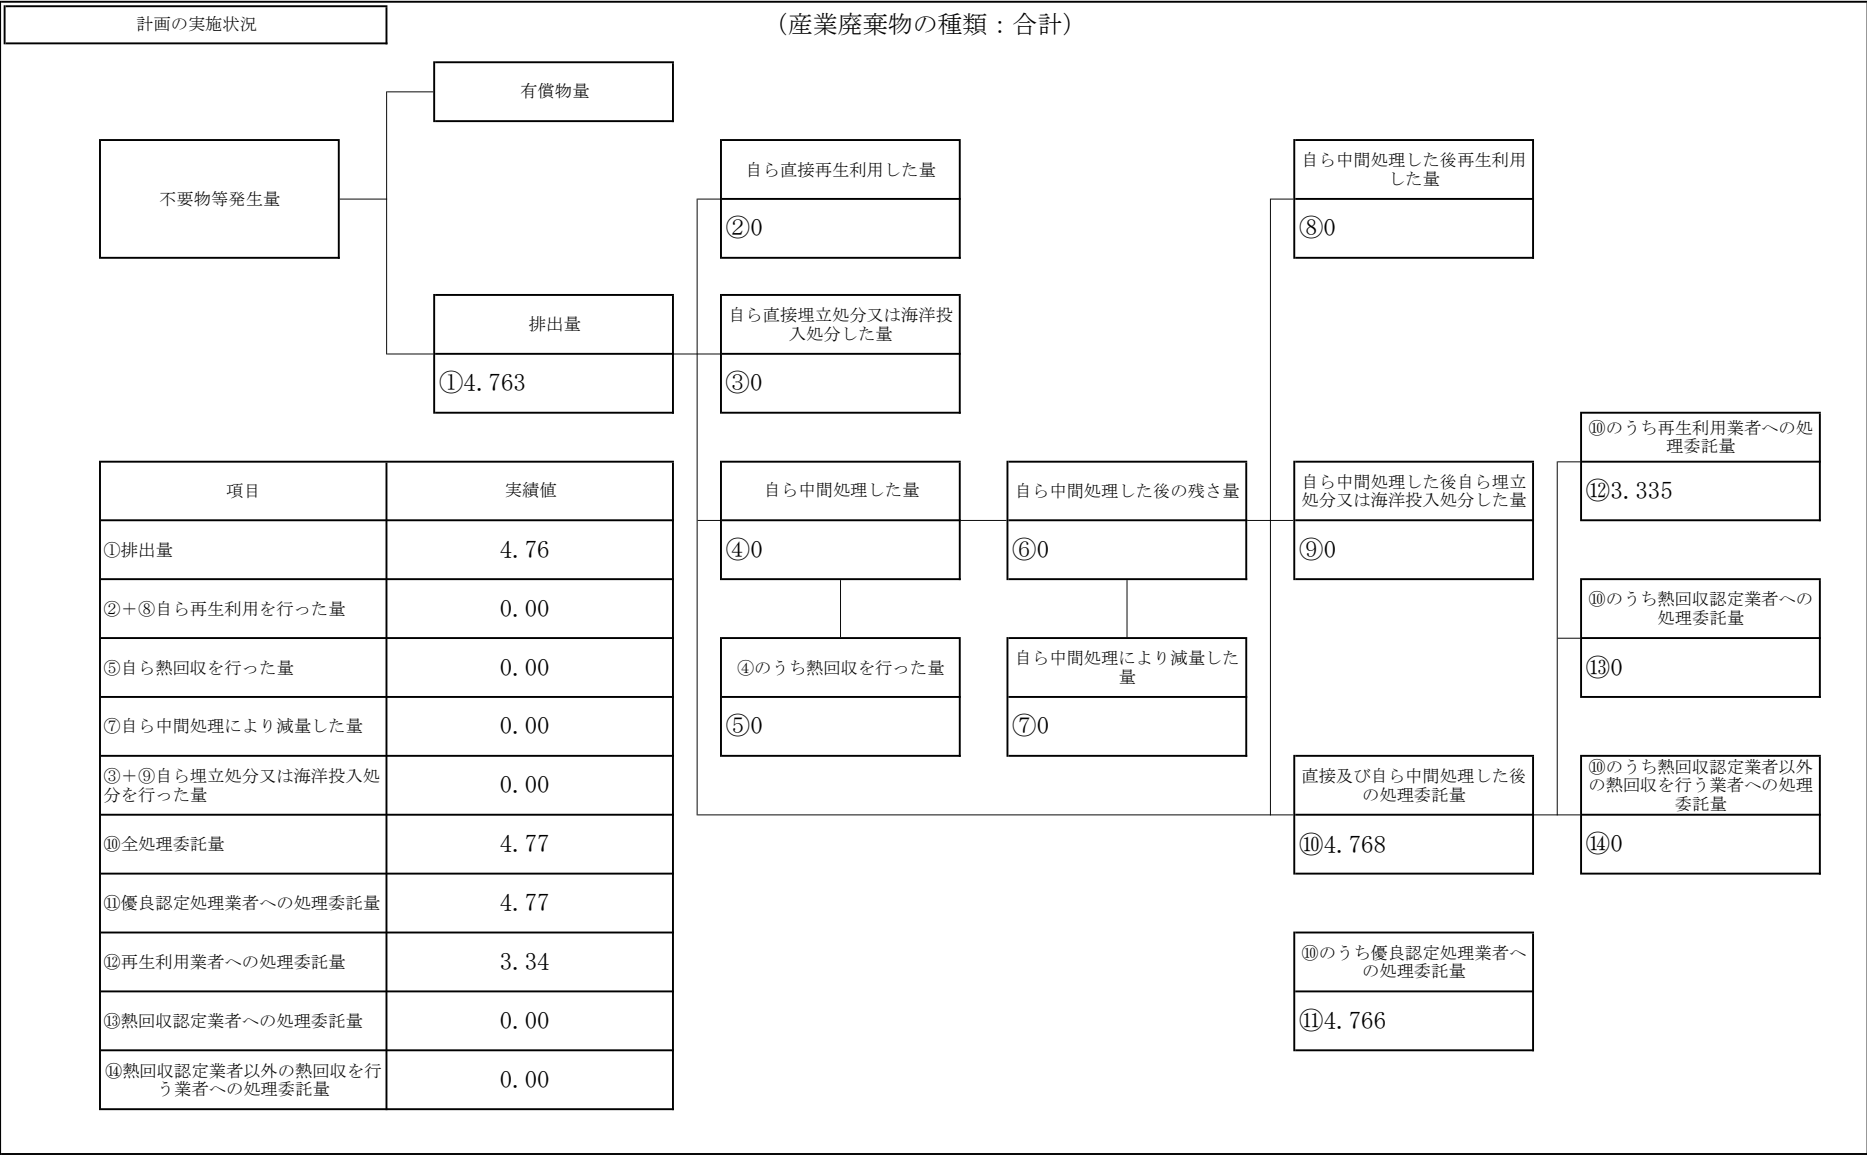 計画の実施状況
（産業廃棄物の種類：合計）
有償物量
不要物等発生量
自ら直接再生利用した量
②0
自ら中間処理した後再生利用
した量
⑧0
排出量
①4.763
自ら直接埋立処分又は海洋投
入処分した量
③0
⑩のうち再生利用業者への処
理委託量
⑫3.335
自ら中間処理した量
④0
自ら中間処理した後の残さ量
⑥0
自ら中間処理した後自ら埋立
処分又は海洋投入処分した量
⑨0
⑩のうち熱回収認定業者への
処理委託量
⑬0
④のうち熱回収を行った量
⑤0
自ら中間処理により減量した
量
⑦0
直接及び自ら中間処理した後
の処理委託量
⑩4.768
⑩のうち熱回収認定業者以外
の熱回収を行う業者への処理
委託量
⑭0
⑩のうち優良認定処理業者へ
の処理委託量
⑪4.766
項目 実績値
①排出量 4.76
②＋⑧自ら再生利用を行った量 0.00
⑤自ら熱回収を行った量 0.00
⑦自ら中間処理により減量した量 0.00
③＋⑨自ら埋立処分又は海洋投入処
分を行った量 0.00
⑩全処理委託量 4.77
⑪優良認定処理業者への処理委託量 4.77
⑫再生利用業者への処理委託量 3.34
⑬熱回収認定業者への処理委託量 0.00
⑭熱回収認定業者以外の熱回収を行
う業者への処理委託量 0.00